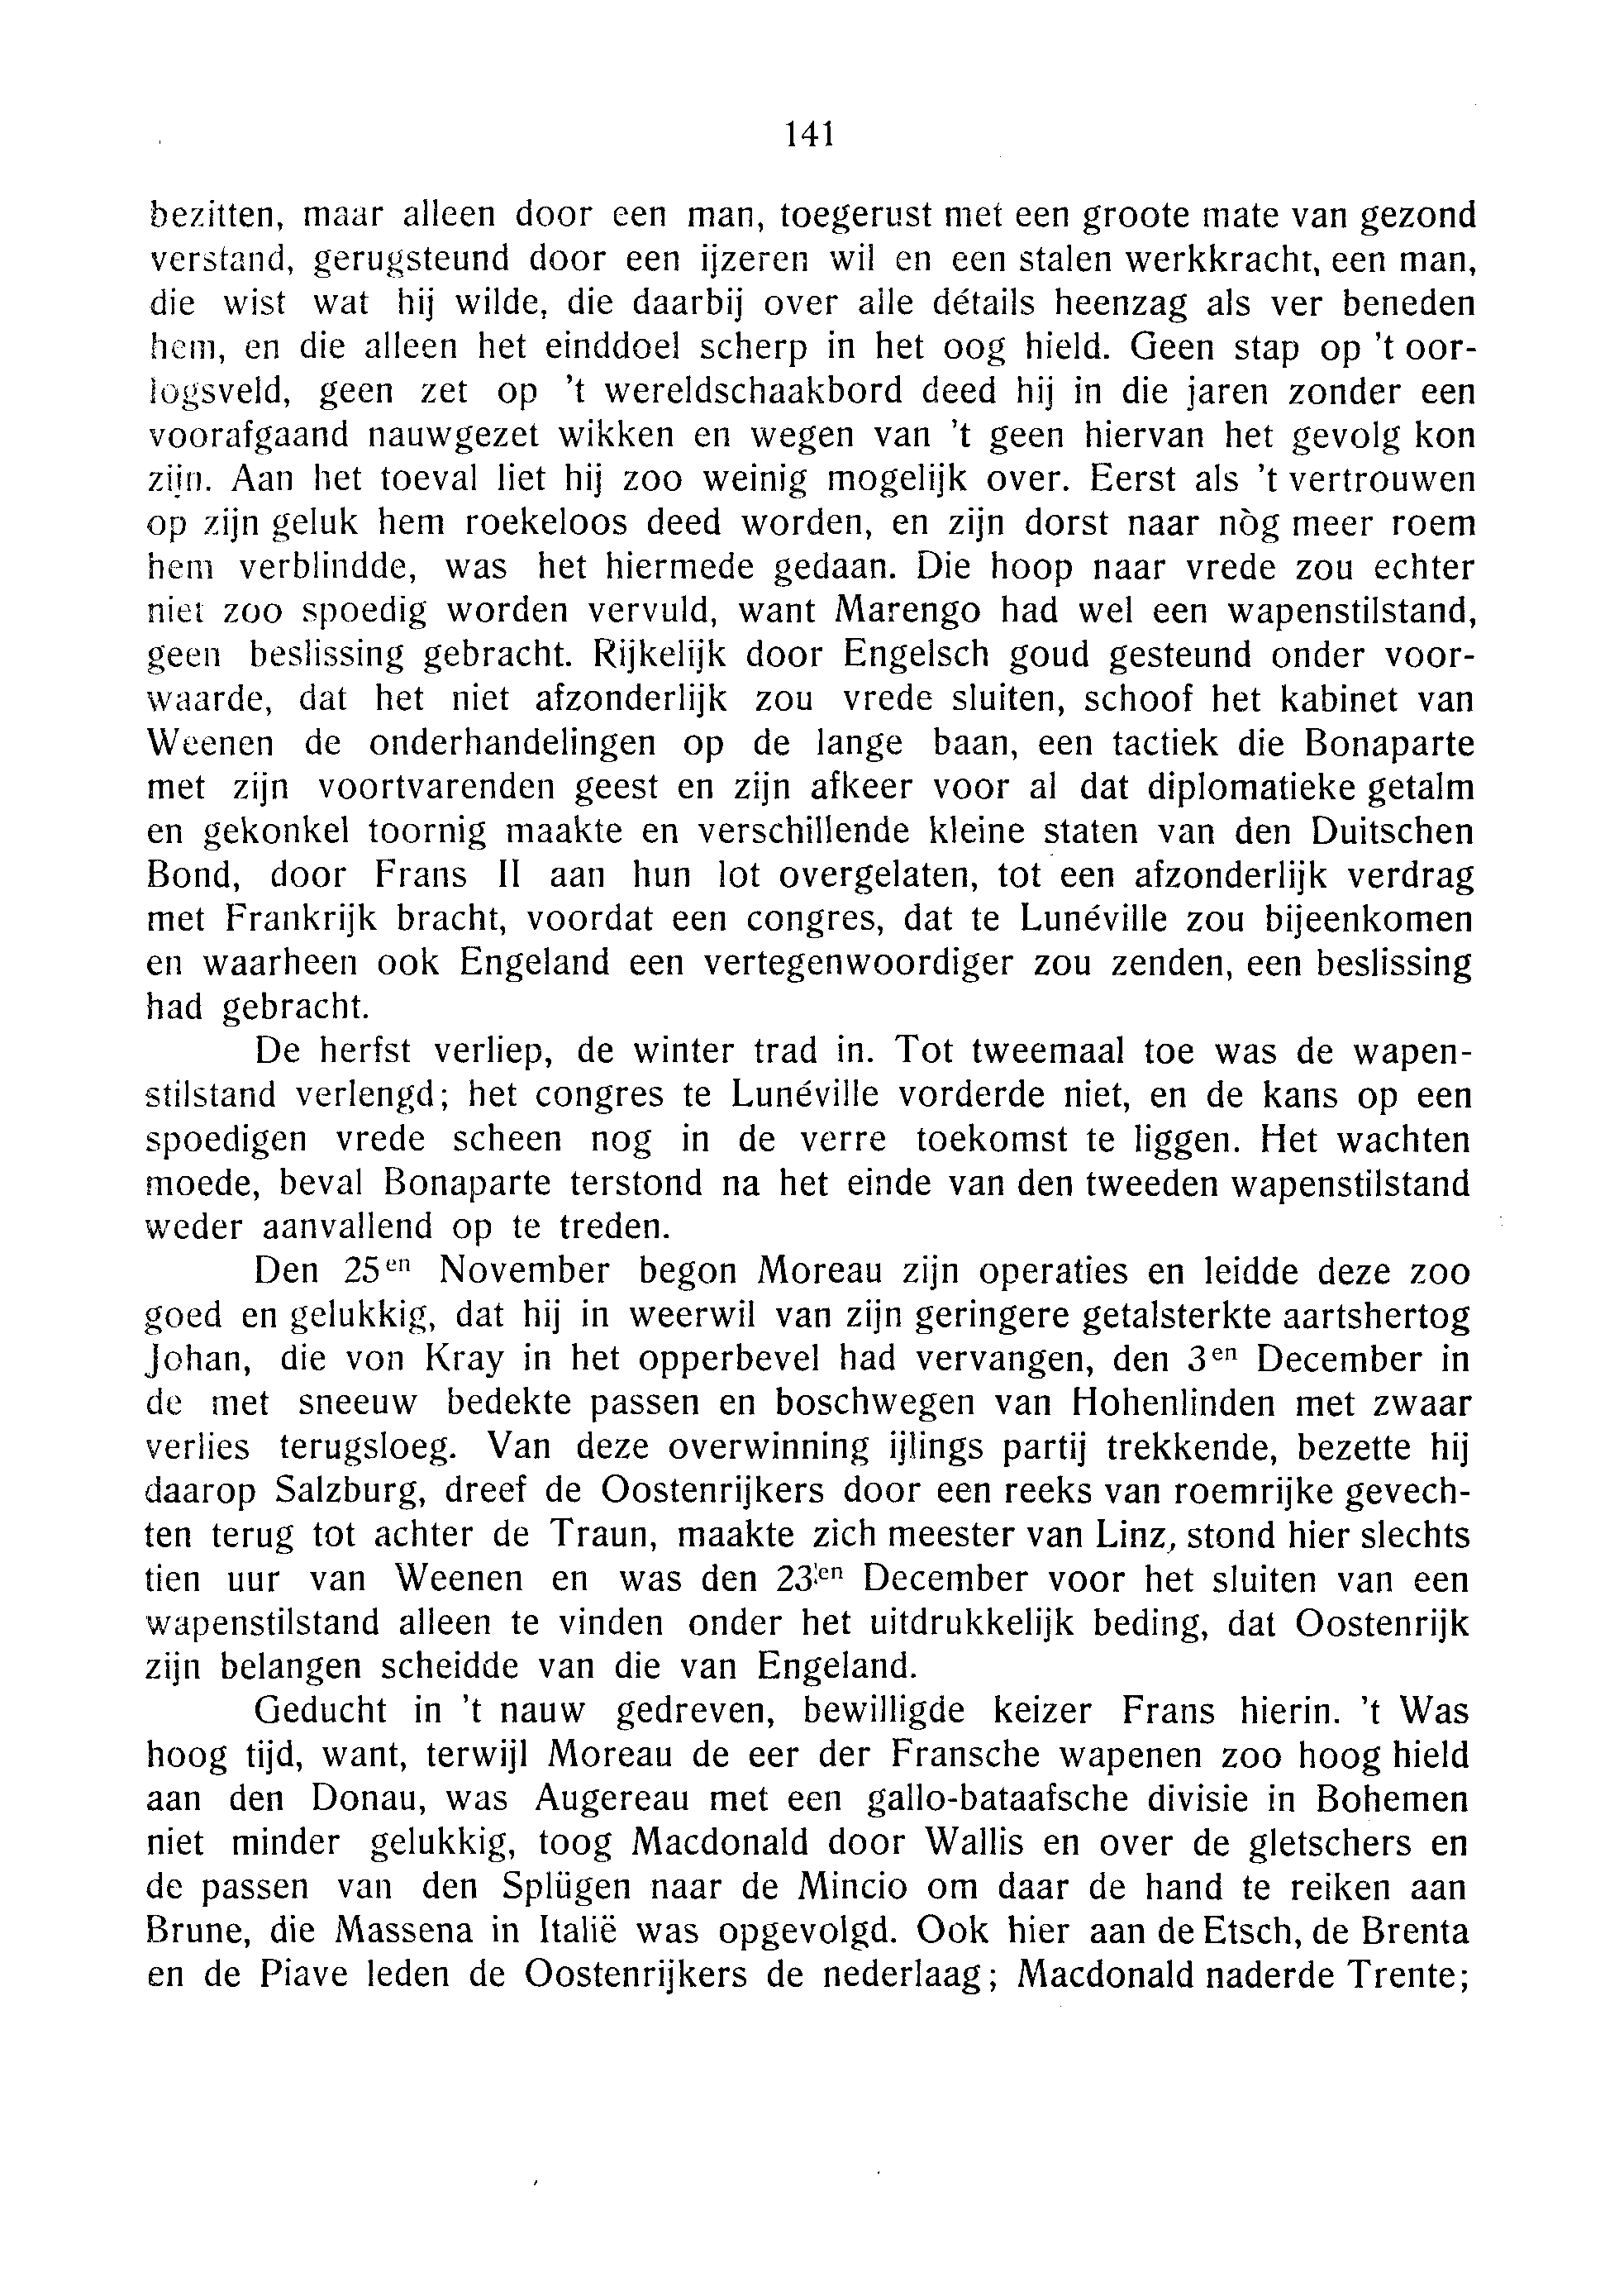 141
bezitten, maar alleen door een man, toegerust met een groote mate van gezond
verstand, gerugsteund door een ijzeren wil en een stalen werkkracht, een man,
die wist wat hij wilde, die daarbij over alle détails heenzag als ver beneden
hem, en die alleen het einddoel scherp in het oog hield. Geen stap op 't oor-
logsveld, geen zet op 't wereldschaakbord deed hij in die jaren zonder een
voorafgaand nauwgezet wikken en wegen van 't geen hiervan het gevolg kon
zijn. Aan het toeval liet hij zoo weinig mogelijk over. Eerst als 't vertrouwen
op zijn geluk hem roekeloos deed worden, en zijn dorst naar nòg meer roem
hem verblindde, was het hiermede gedaan. Die hoop naar vrede zou echter
niet zoo spoedig worden vervuld, want Marengo had wel een wapenstilstand,
geen beslissing gebracht. Rijkelijk door Engelsch goud gesteund onder voor-
waarde, dat het niet afzonderlijk zou vrede sluiten, schoof het kabinet van
Weenen de onderhandelingen op de lange baan, een tactiek die Bonaparte
met zijn voortvarenden geest en zijn afkeer voor al dat diplomatieke getalm
en gekonkel toornig maakte en verschillende kleine staten van den Duitschen
Bond, door Frans II aan hun lot overgelaten, tot een afzonderlijk verdrag
met Frankrijk bracht, voordat een congres, dat te Lunéville zou bijeenkomen
en waarheen ook Engeland een vertegenwoordiger zou zenden, een beslissing
had gebracht.
De herfst verliep, de winter trad in. Tot tweemaal toe was de wapen-
stilstand verlengd; het congres te Lunéville vorderde niet, en de kans op een
spoedigen vrede scheen nog in de verre toekomst te liggen. Het wachten
moede, beval Bonaparte terstond na het einde van den tweeden wapenstilstand
weder aanvallend op te treden.
Den 25en November begon Moreau zijn operaties en leidde deze zoo
goed en gelukkig, dat hij in weerwil van zijn geringere getalsterkte aartshertog
Johan, die von Kray in het opperbevel had vervangen, den 3en December in
de met sneeuw bedekte passen en boschwegen van Hohenlinden met zwaar
verlies terugsloeg. Van deze overwinning ijlings partij trekkende, bezette hij
daarop Salzburg, dreef de Oostenrijkers door een reeks van roemrijke gevech-
ten terug tot achter de Traun, maakte zich meester van Linz, stond hier slechts
tien uur van Weenen en was den 23en December voor het sluiten van een
wapenstilstand alleen te vinden onder het uitdrukkelijk beding, dat Oostenrijk
zijn belangen scheidde van die van Engeland.
Geducht in 't nauw gedreven, bewilligde keizer Frans hierin. 't Was
hoog tijd, want, terwijl Moreau de eer der Fransche wapenen zoo hoog hield
aan den Donau, was Augereau met een gallo-bataafsche divisie in Bohemen
niet minder gelukkig, toog Macdonald door Wallis en over de gletschers en
de passen van den Splügen naar de Mincio om daar de hand te reiken aan
Brune, die Massena in Italië was opgevolgd. Ook hier aan de Etsch, de Brenta
en de Piave leden de Oostenrijkers de nederlaag; Macdonald naderde Trente;